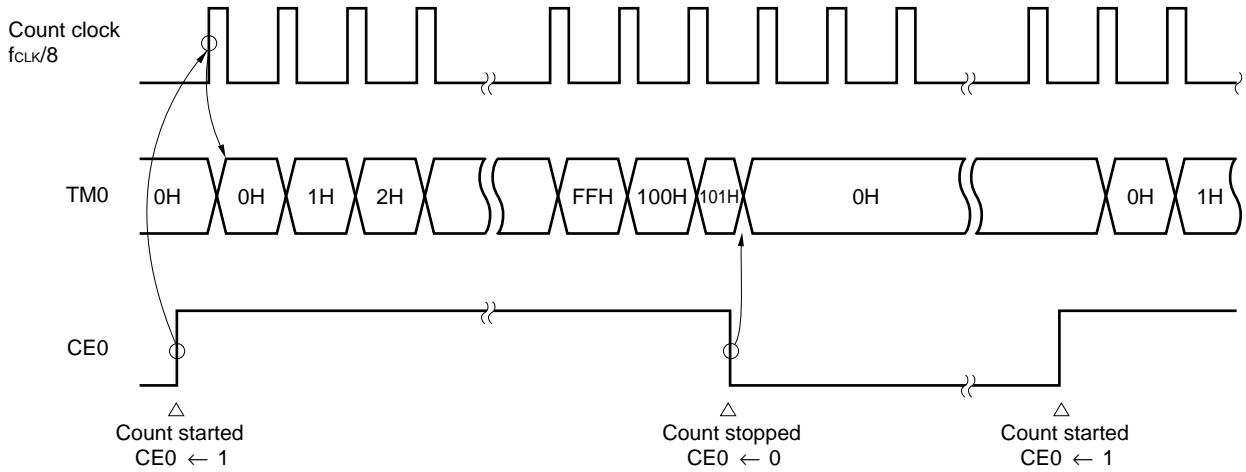 Count clock
fCLK/8
TM0
0H
0H
1H
2H
FFH
100H
101H
0H
0H
1H
CE0
Count started
CE0 ← 1
Count stopped
CE0 ← 0
Count started
CE0 ← 1